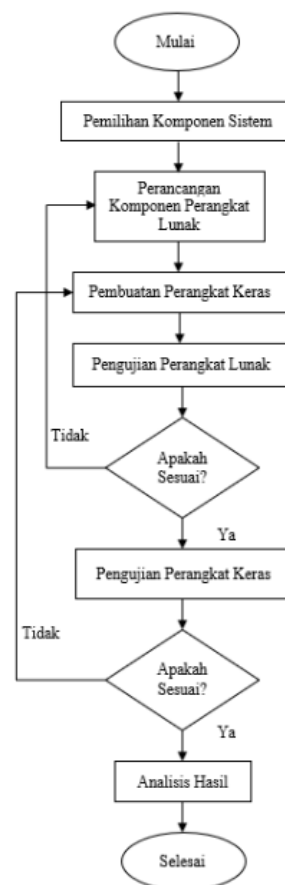 Mulai
Pemilihan Komponen Sistem
Perancangan
Komponen Perangkat
Lunak
Pembuatan Perangkat Keras
Pengujian Perangkat Lunak
Tidak
Apakah
Sesuai?
Ya
Pengujian Perangkat Keras
Tidak
Apakah
Sesuai?
Ya
Analisis Hasil
Selesai